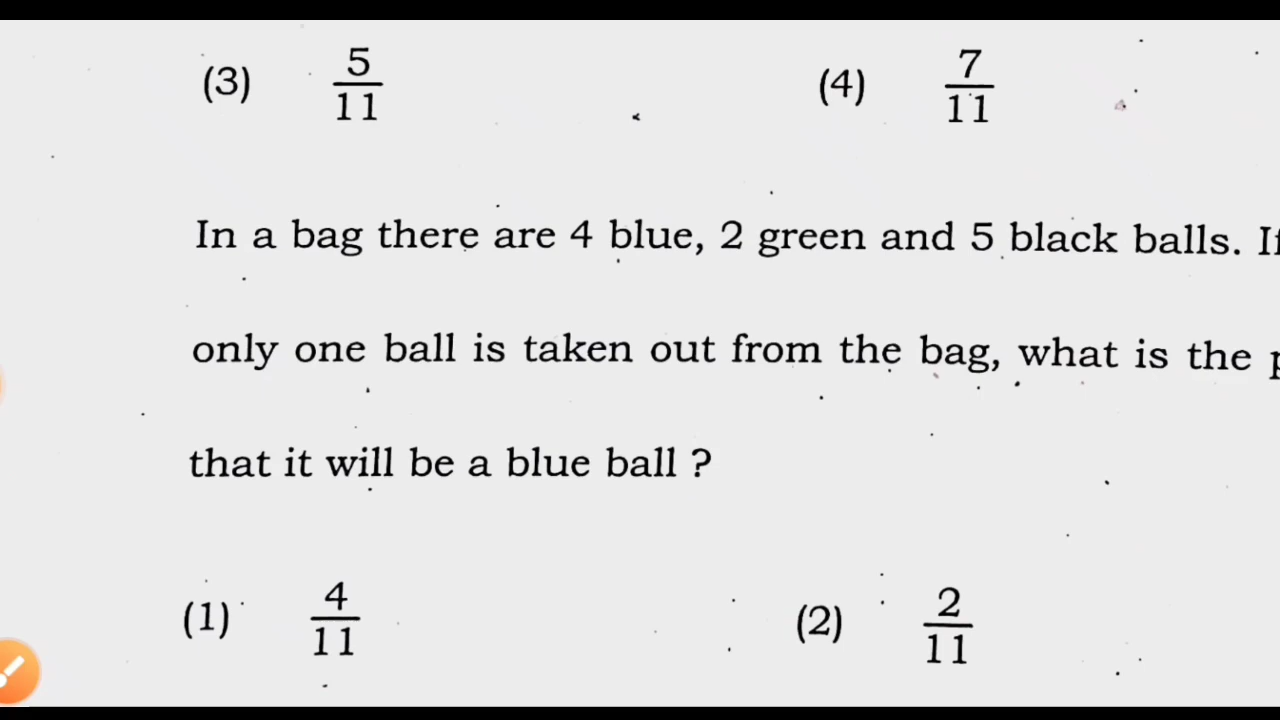 (3) 5/11 (4) 7/11
In a bag there are 4 blue, 2 green and 5 black balls. If
only one ball is taken out from the bag, what is the
that it will be a blue ball ?
(1) 4/11 (2) 2/11